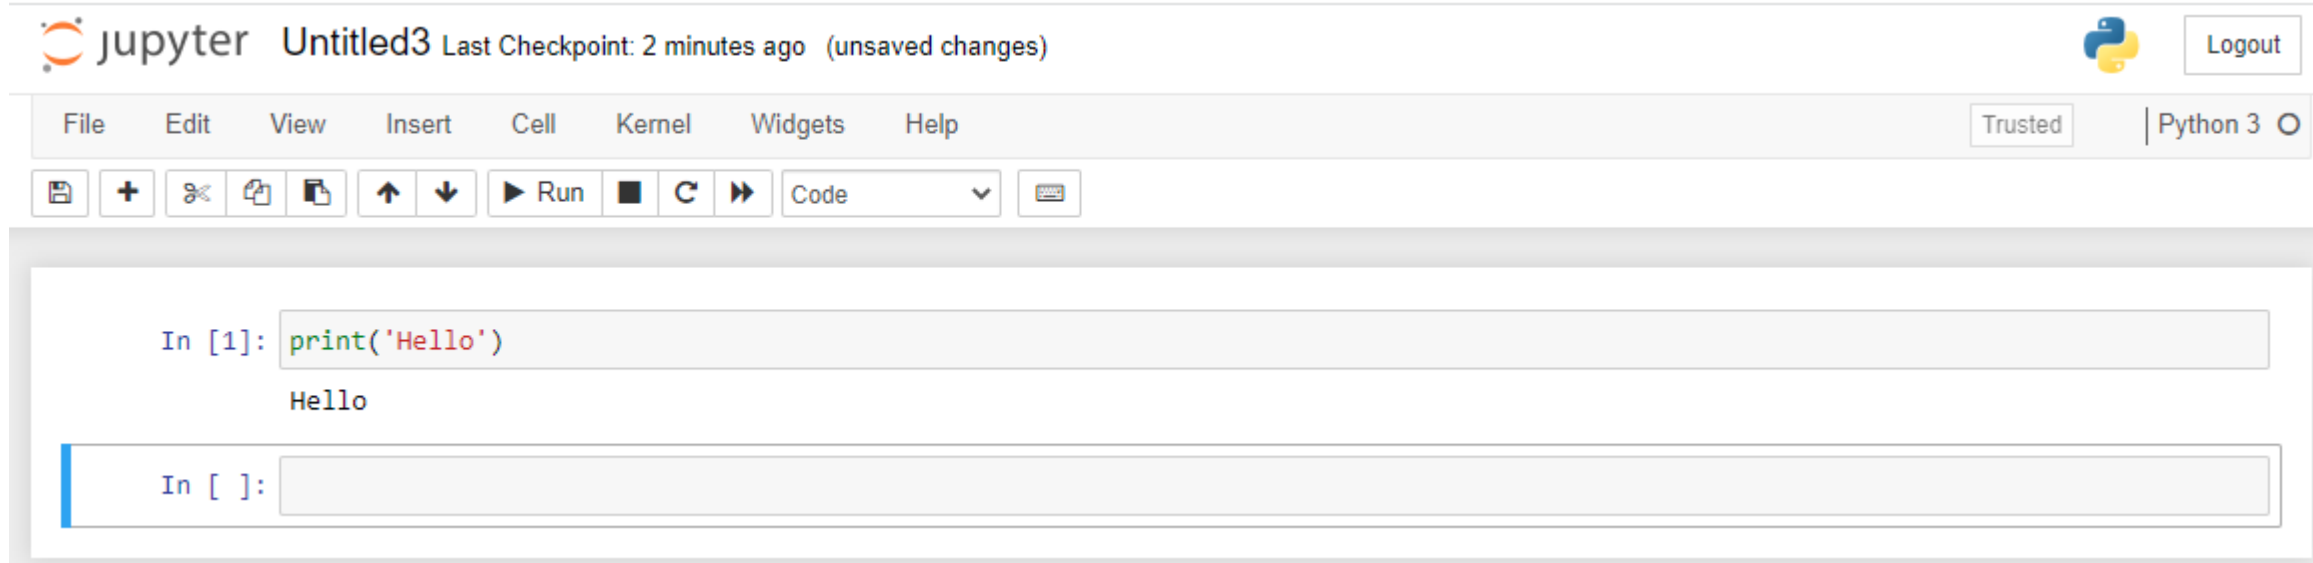 jupyter Untitled3 Last Checkpoint: 2 minutes ago (unsaved changes) Logout
File Edit View Insert Cell Kernel Widgets Help Trusted Python 3
Run Code
In [1]: print('Hello')
Hello
In [ ]: